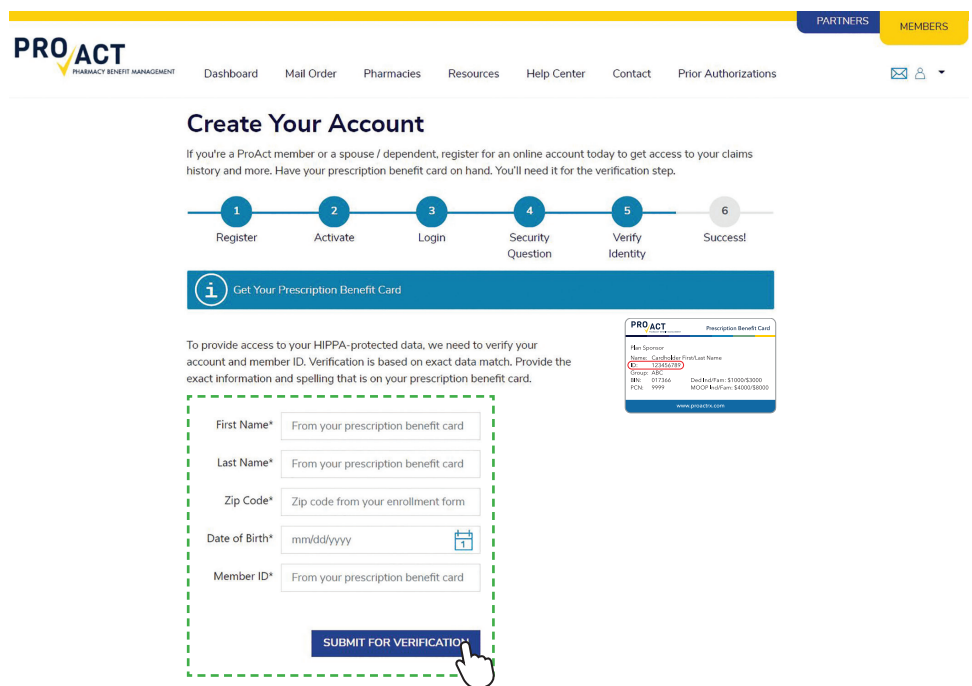 PARTNERS
MEMBERS
PRO ACT
PHARMACY BENEFIT MANAGEMENT
Dashboard Mail Order Pharmacies Resources Help Center Contact Prior Authorizations
Create Your Account
If you're a ProAct member or a spouse / dependent, register for an online account today to get access to your claims
history and more. Have your prescription benefit card on hand. You'll need it for the verification step.
1 2 3 4 5 6
Register Activate Login Security Verify Success!
Question Identity
i Get Your Prescription Benefit Card
To provide access to your HIPPA-protected data, we need to verify your
account and member ID. Verification is based on exact data match. Provide the
exact information and spelling that is on your prescription benefit card.
PRO ACT Prescription Benefit Card
Plan Sponsor
Name: Cardholder First/Last Name
ID: 123456789
Group: ABC
BIN: 017366 Ded Ind/Fam: $1000/$3000
PCN: 9999 MOOP Ind/Fam: $4000/$8000
www.proactrx.com
First Name* From your prescription benefit card
Last Name* From your prescription benefit card
Zip Code* Zip code from your enrollment form
Date of Birth* mm/dd/yyyy 1
Member ID* From your prescription benefit card
SUBMIT FOR VERIFICATION